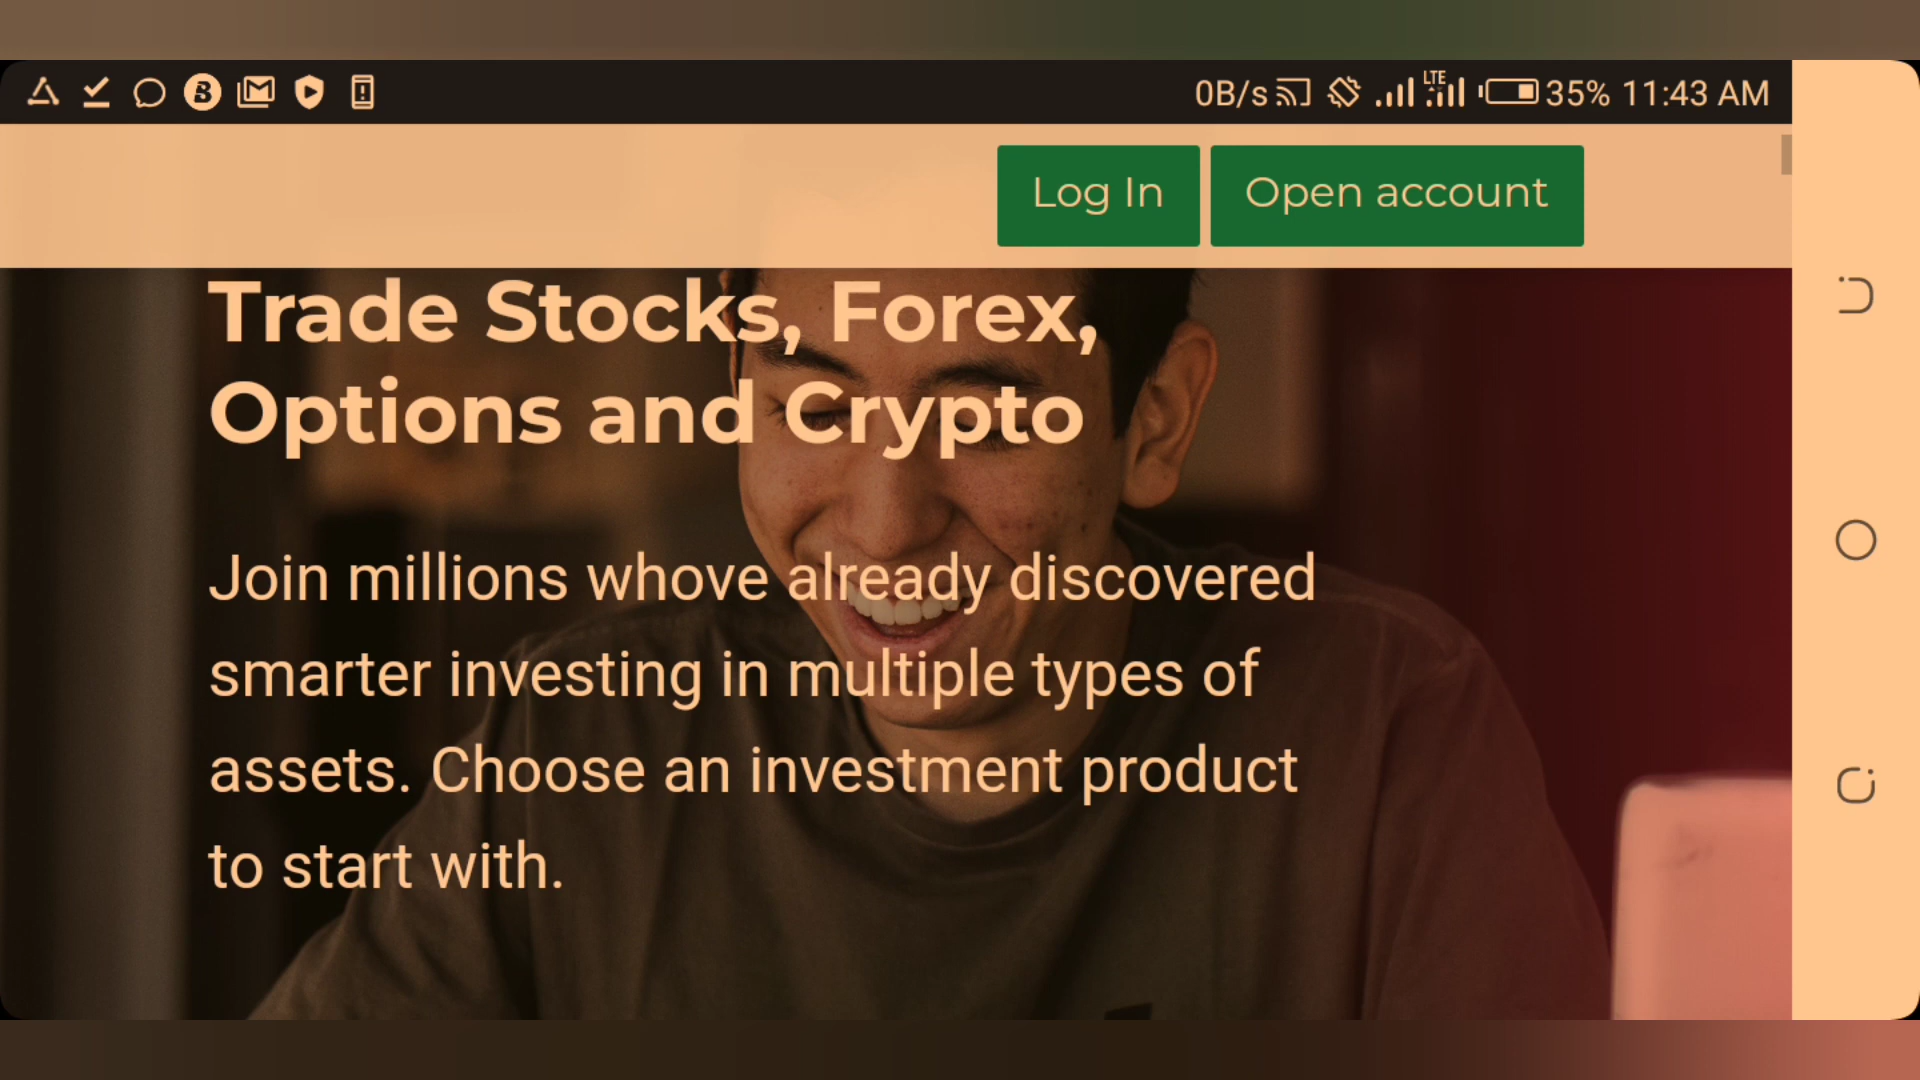 0B/s LTE 35% 11:43 AM
Log In Open account
Trade Stocks, Forex,
Options and Crypto
Join millions whove already discovered
smarter investing in multiple types of
assets. Choose an investment product
to start with.